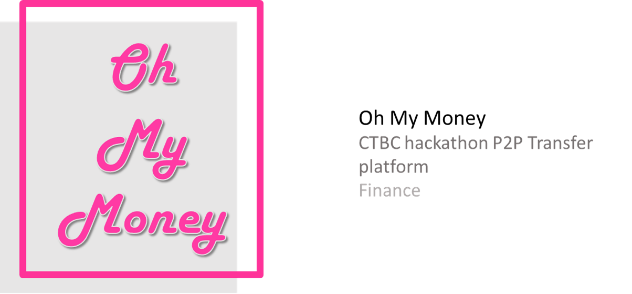 Oh
My
Money
Oh My Money
CTBC hackathon P2P Transfer
platform
Finance